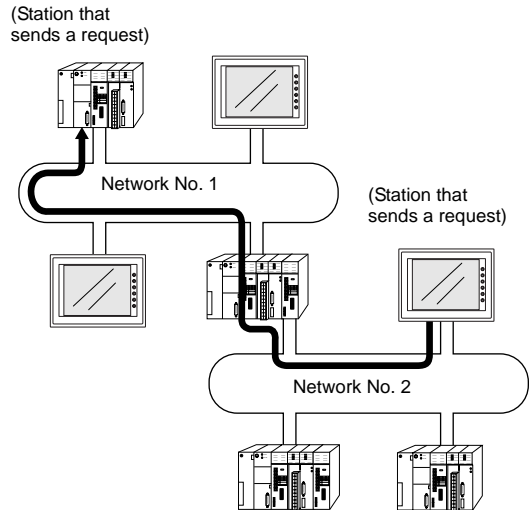 (Station that
sends a request)
Network No. 1
(Station that
sends a request)
Network No. 2